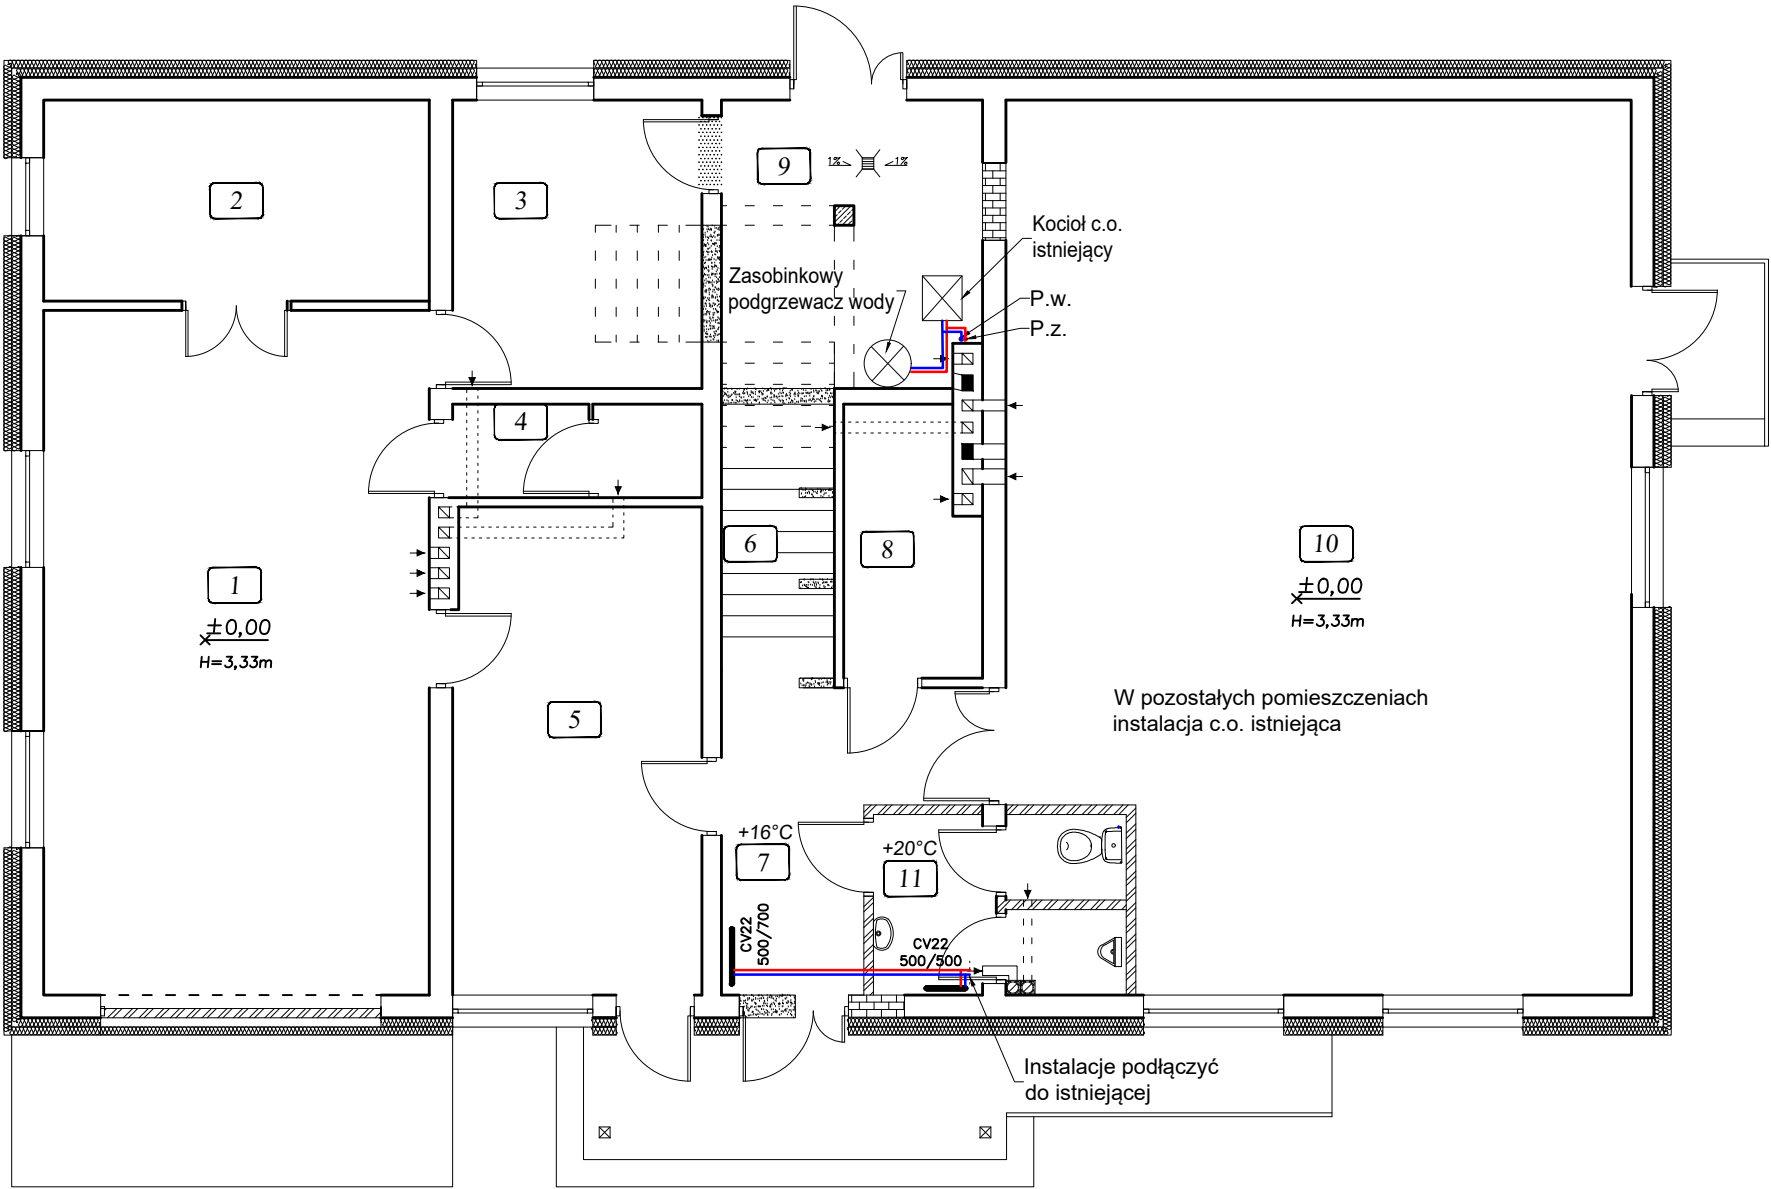 9
1%
1%
2
3
Kocioł c.o.
istniejący
Zasobinkowy
podgrzewacz wody
P.w.
P.z.
4
6
8
10
±0,00
H=3,33m
1
±0,00
H=3,33m
5
W pozostałych pomieszczeniach
instalacja c.o. istniejąca
+16°C
7
+20°C
11
CV22
500/700
CV22
500/500
Instalacje podłączyć
do istniejącej